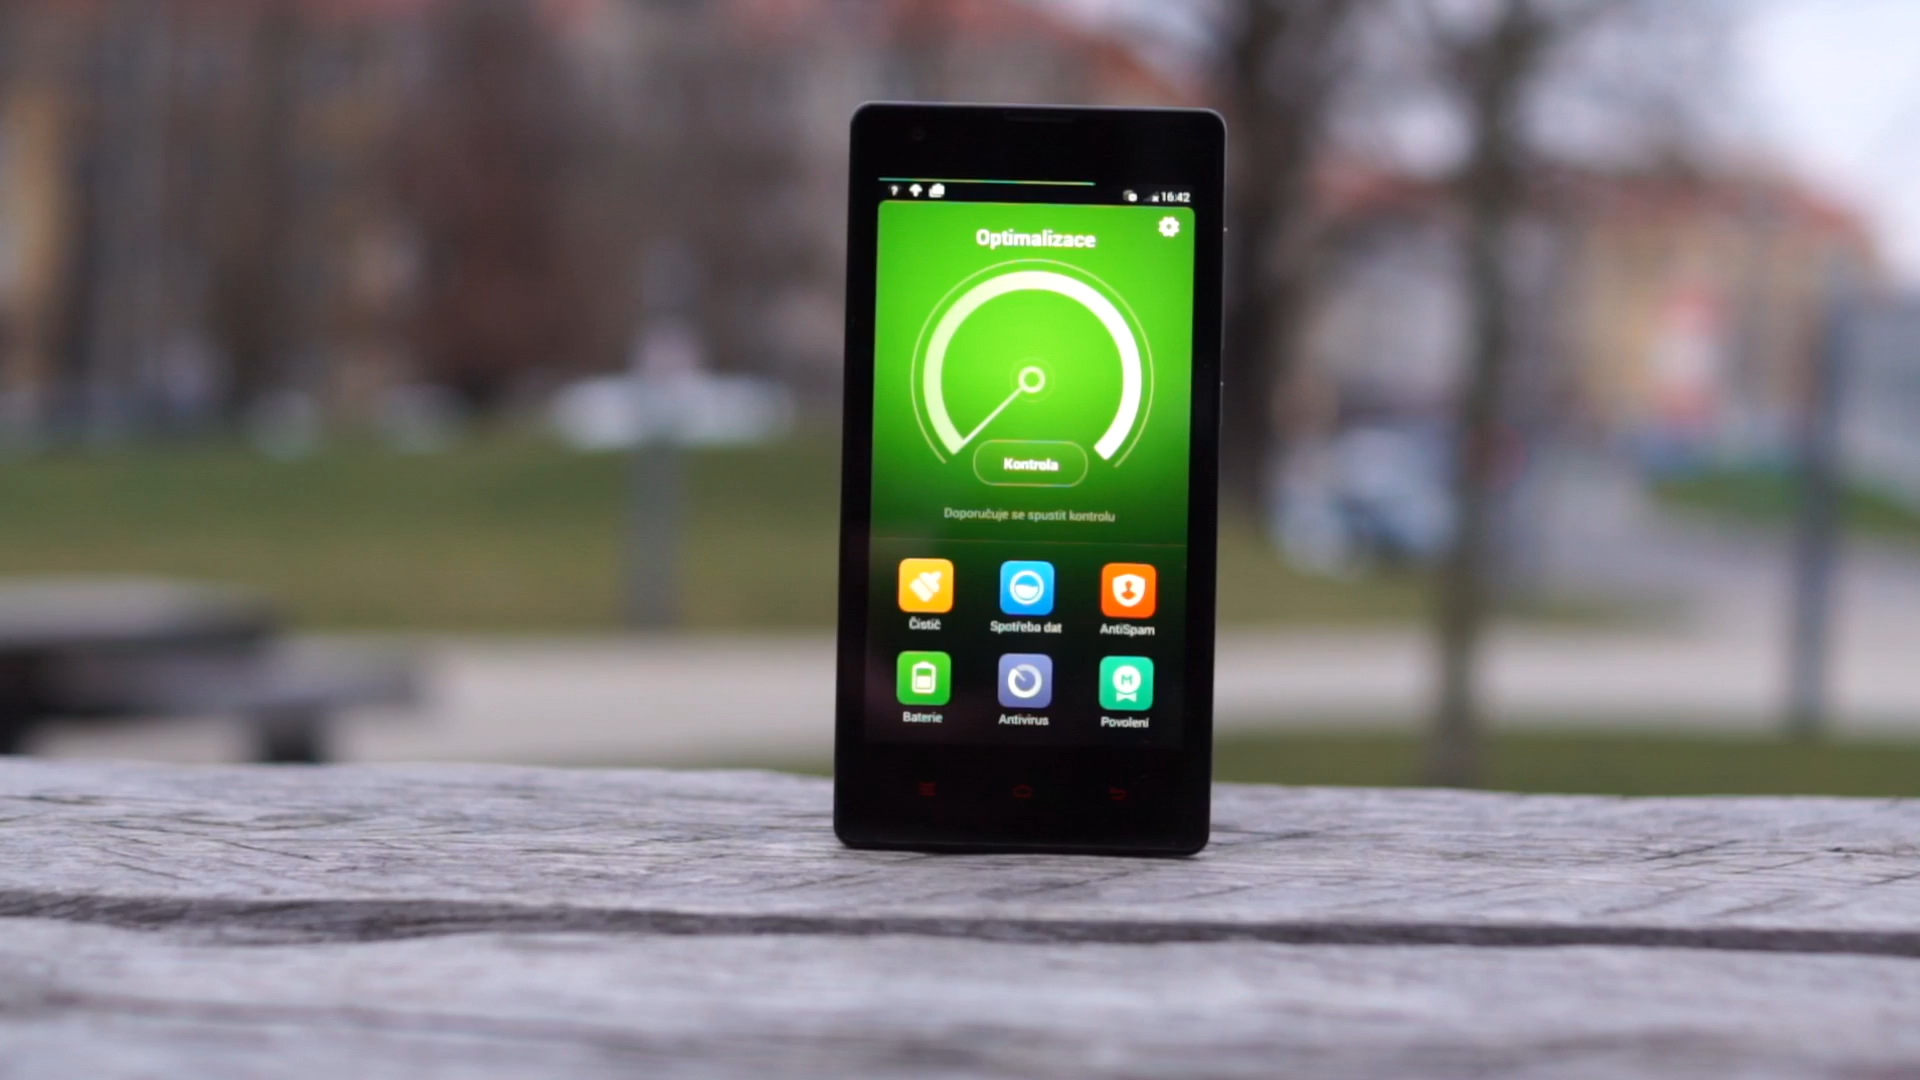 16:42
Optimalizace
Kontrola
Doporučuje se spustit kontrolu
Čistič
Spotřeba dat
AntiSpam
Baterie
Antivirus
Povolení